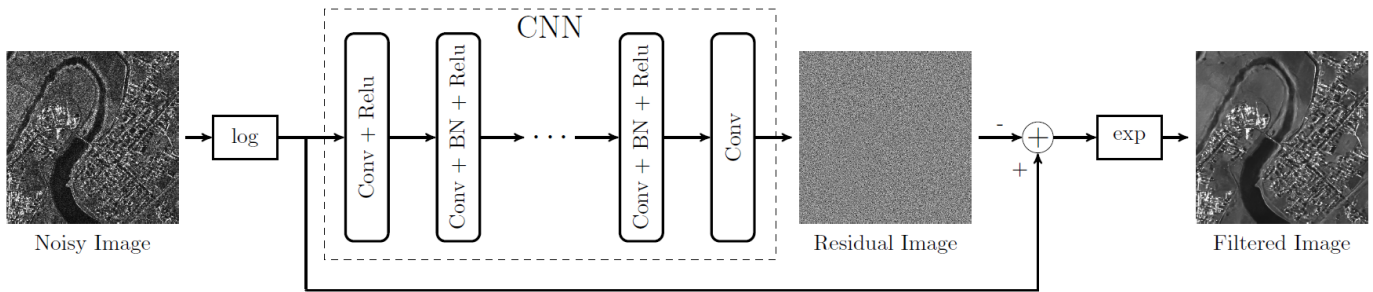 CNN
Noisy Image
log
Conv + Relu
Conv + BN + Relu
· · ·
Conv + BN + Relu
Conv
Residual Image
-
+
+
exp
Filtered Image